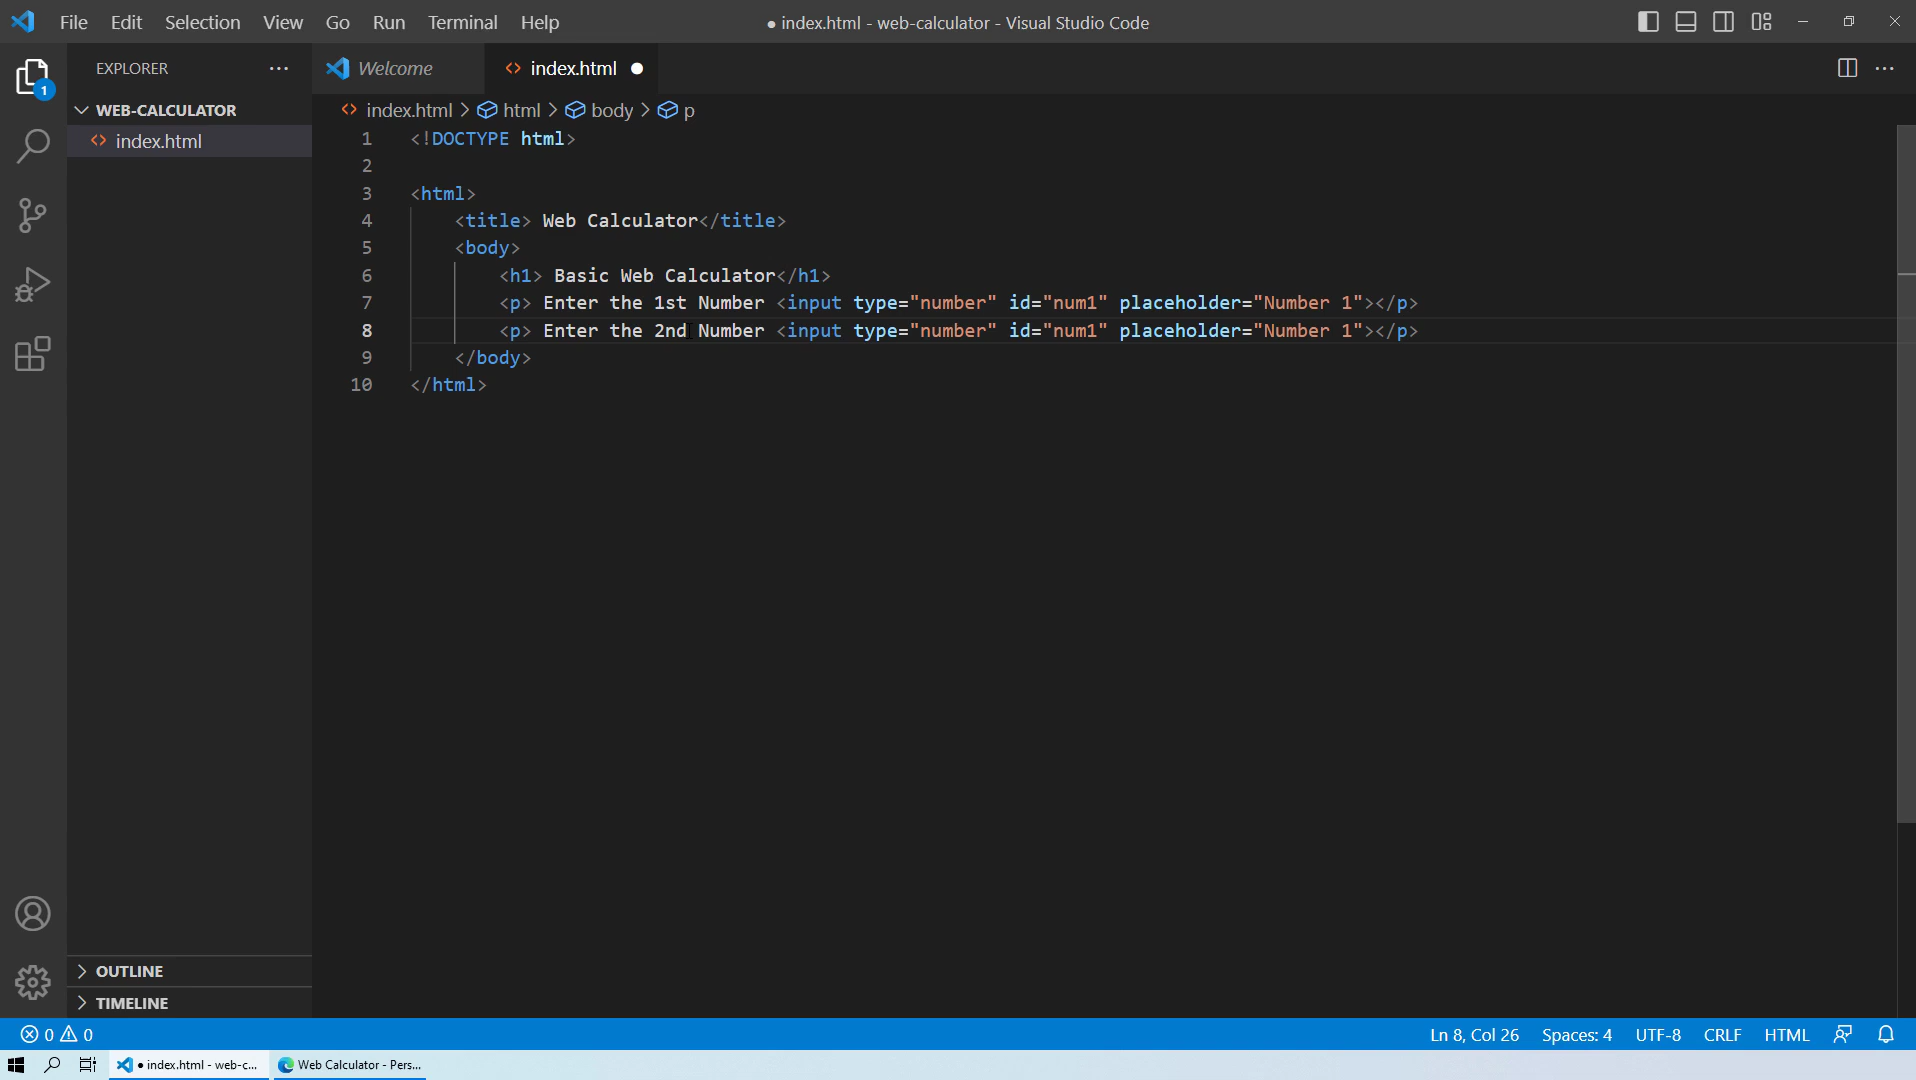 File Edit Selection View Go Run Terminal Help
● index.html - web-calculator - Visual Studio Code
EXPLORER
Welcome
index.html
WEB-CALCULATOR
index.html
index.html > html > body > p
1 <!DOCTYPE html>
2
3 <html>
4 <title> Web Calculator</title>
5 <body>
6 <h1> Basic Web Calculator</h1>
7 <p> Enter the 1st Number <input type="number" id="num1" placeholder="Number 1"></p>
8 <p> Enter the 2nd Number <input type="number" id="num1" placeholder="Number 1"></p>
9 </body>
10 </html>
1
OUTLINE
TIMELINE
0 0
Ln 8, Col 26 Spaces: 4 UTF-8 CRLF HTML
● index.html - web-c...
Web Calculator - Pers...